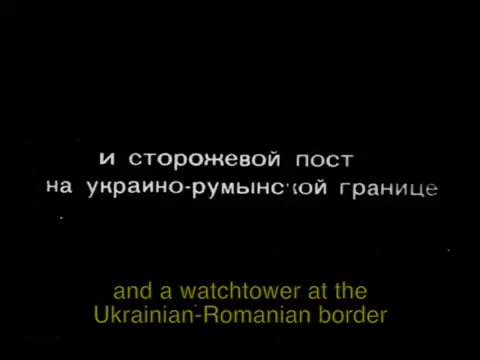 и сторожевой пост
на украино-румынской границе
and a watchtower at the
Ukrainian-Romanian border